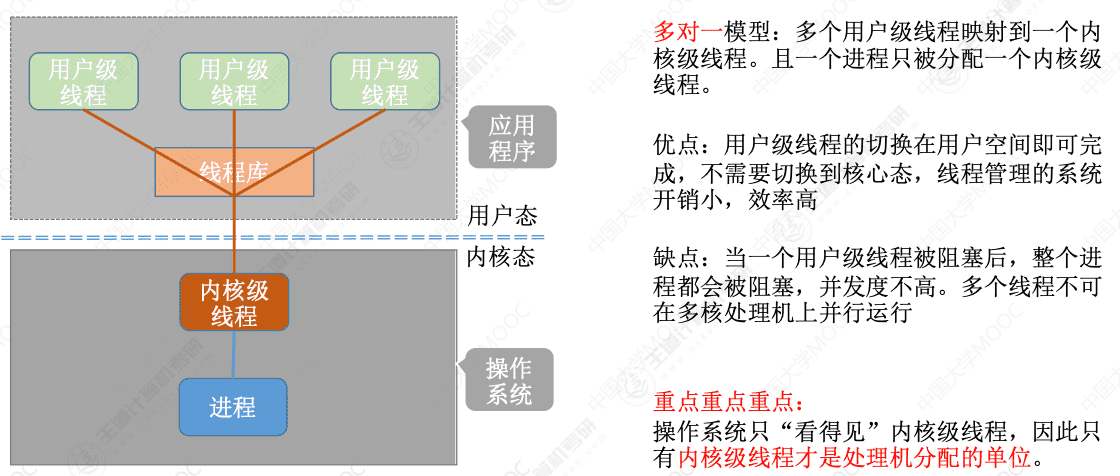 用户级
线程
用户级
线程
用户级
线程
应用
程序
线程库
用户态
内核态
内核级
线程
操作
系统
进程
多对一模型：多个用户级线程映射到一个内
核级线程。且一个进程只被分配一个内核级
线程。
优点：用户级线程的切换在用户空间即可完
成，不需要切换到核心态，线程管理的系统
开销小，效率高
缺点：当一个用户级线程被阻塞后，整个进
程都会被阻塞，并发度不高。多个线程不可
在多核处理机上并行运行
重点重点重点：
操作系统只“看得见”内核级线程，因此只
有内核级线程才是处理机分配的单位。